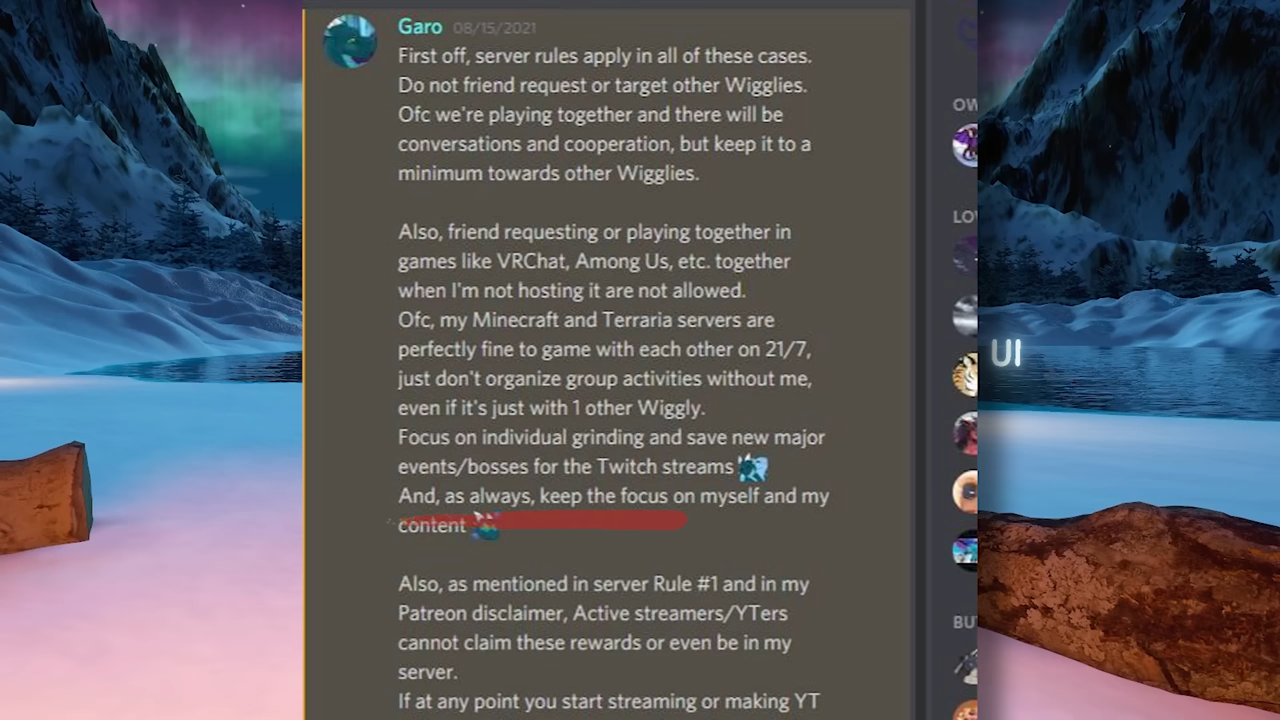 Garo 08/15/2021
First off, server rules apply in all of these cases.
Do not friend request or target other Wigglies.
Ofc we're playing together and there will be
conversations and cooperation, but keep it to a
minimum towards other Wigglies.
Also, friend requesting or playing together in
games like VRChat, Among Us, etc. together
when I'm not hosting it are not allowed.
Ofc, my Minecraft and Terraria servers are
perfectly fine to game with each other on 21/7,
just don't organize group activities without me,
even if it's just with 1 other Wiggly.
Focus on individual grinding and save new major
events/bosses for the Twitch streams
And, as always, keep the focus on myself and my
content
Also, as mentioned in server Rule #1 and in my
Patreon disclaimer, Active streamers/YTers
cannot claim these rewards or even be in my
server.
If at any point you start streaming or making YT
OW
LO
UI
BU